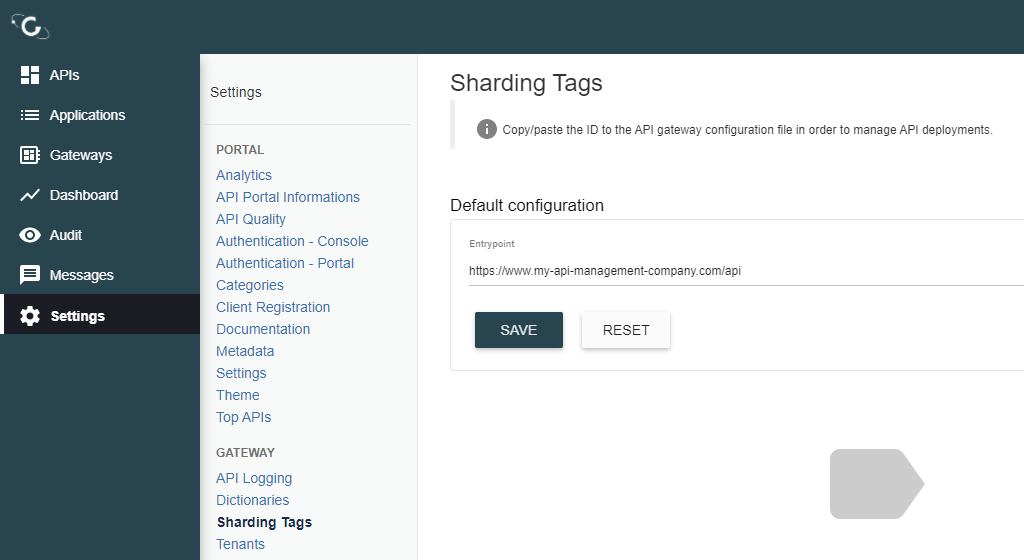 APIs
Applications
Gateways
Dashboard
Audit
Messages
Settings
Settings
PORTAL
Analytics
API Portal Informations
API Quality
Authentication - Console
Authentication - Portal
Categories
Client Registration
Documentation
Metadata
Settings
Theme
Top APIs
GATEWAY
API Logging
Dictionaries
Sharding Tags
Tenants
Sharding Tags
Copy/paste the ID to the API gateway configuration file in order to manage API deployments.
Default configuration
Entrypoint
https://www.my-api-management-company.com/api
SAVE RESET